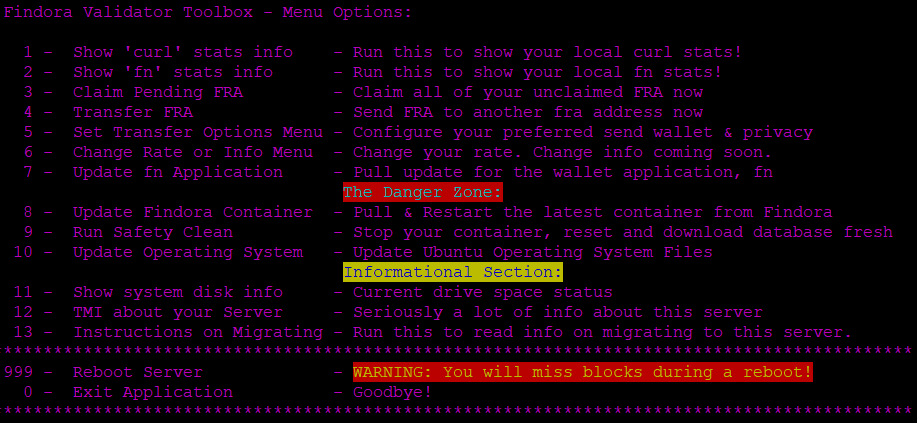 Findora Validator Toolbox - Menu Options:
1 - Show 'curl' stats info - Run this to show your local curl stats!
2 - Show 'fn' stats info - Run this to show your local fn stats!
3 - Claim Pending FRA - Claim all of your unclaimed FRA now
4 - Transfer FRA - Send FRA to another fra address now
5 - Set Transfer Options Menu - Configure your preferred send wallet & privacy
6 - Change Rate or Info Menu - Change your rate. Change info coming soon.
7 - Update fn Application - Pull update for the wallet application, fn
The Danger Zone:
8 - Update Findora Container - Pull & Restart the latest container from Findora
9 - Run Safety Clean - Stop your container, reset and download database fresh
10 - Update Operating System - Update Ubuntu Operating System Files
Informational Section:
11 - Show system disk info - Current drive space status
12 - TMI about your Server - Seriously a lot of info about this server
13 - Instructions on Migrating - Run this to read info on migrating to this server.
*******************************************************************************************
999 - Reboot Server - WARNING: You will miss blocks during a reboot!
0 - Exit Application - Goodbye!
*******************************************************************************************